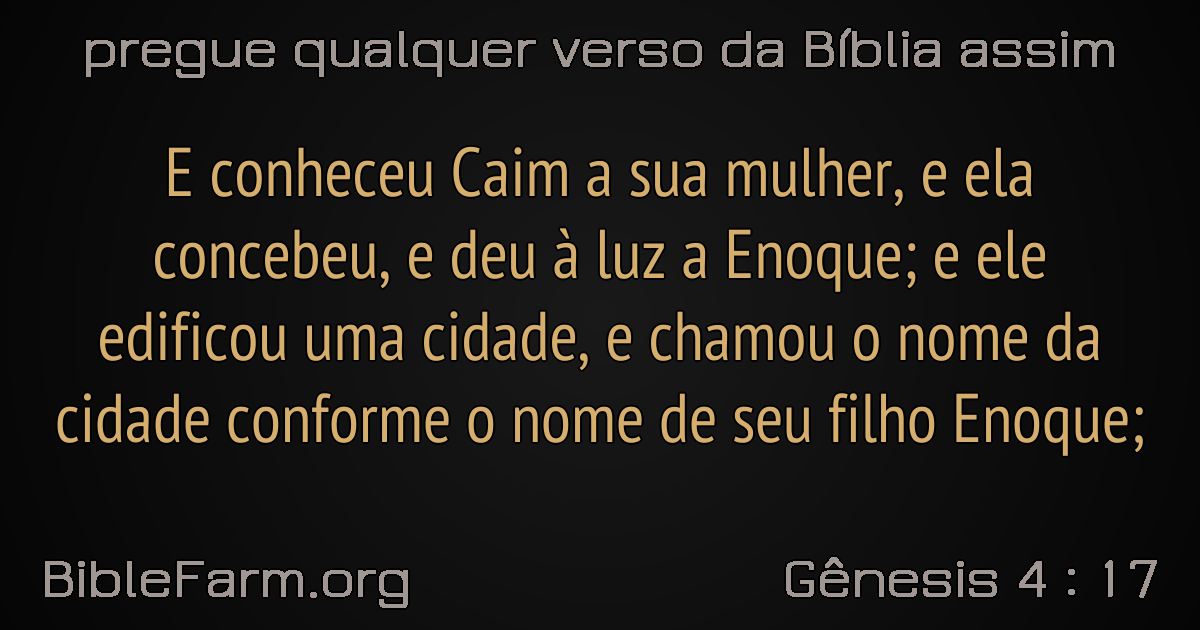 pregue qualquer verso da Bíblia assim
E conheceu Caim a sua mulher, e ela
concebeu, e deu à luz a Enoque; e ele
edificou uma cidade, e chamou o nome da
cidade conforme o nome de seu filho Enoque;
BibleFarm.org
Gênesis 4 : 17